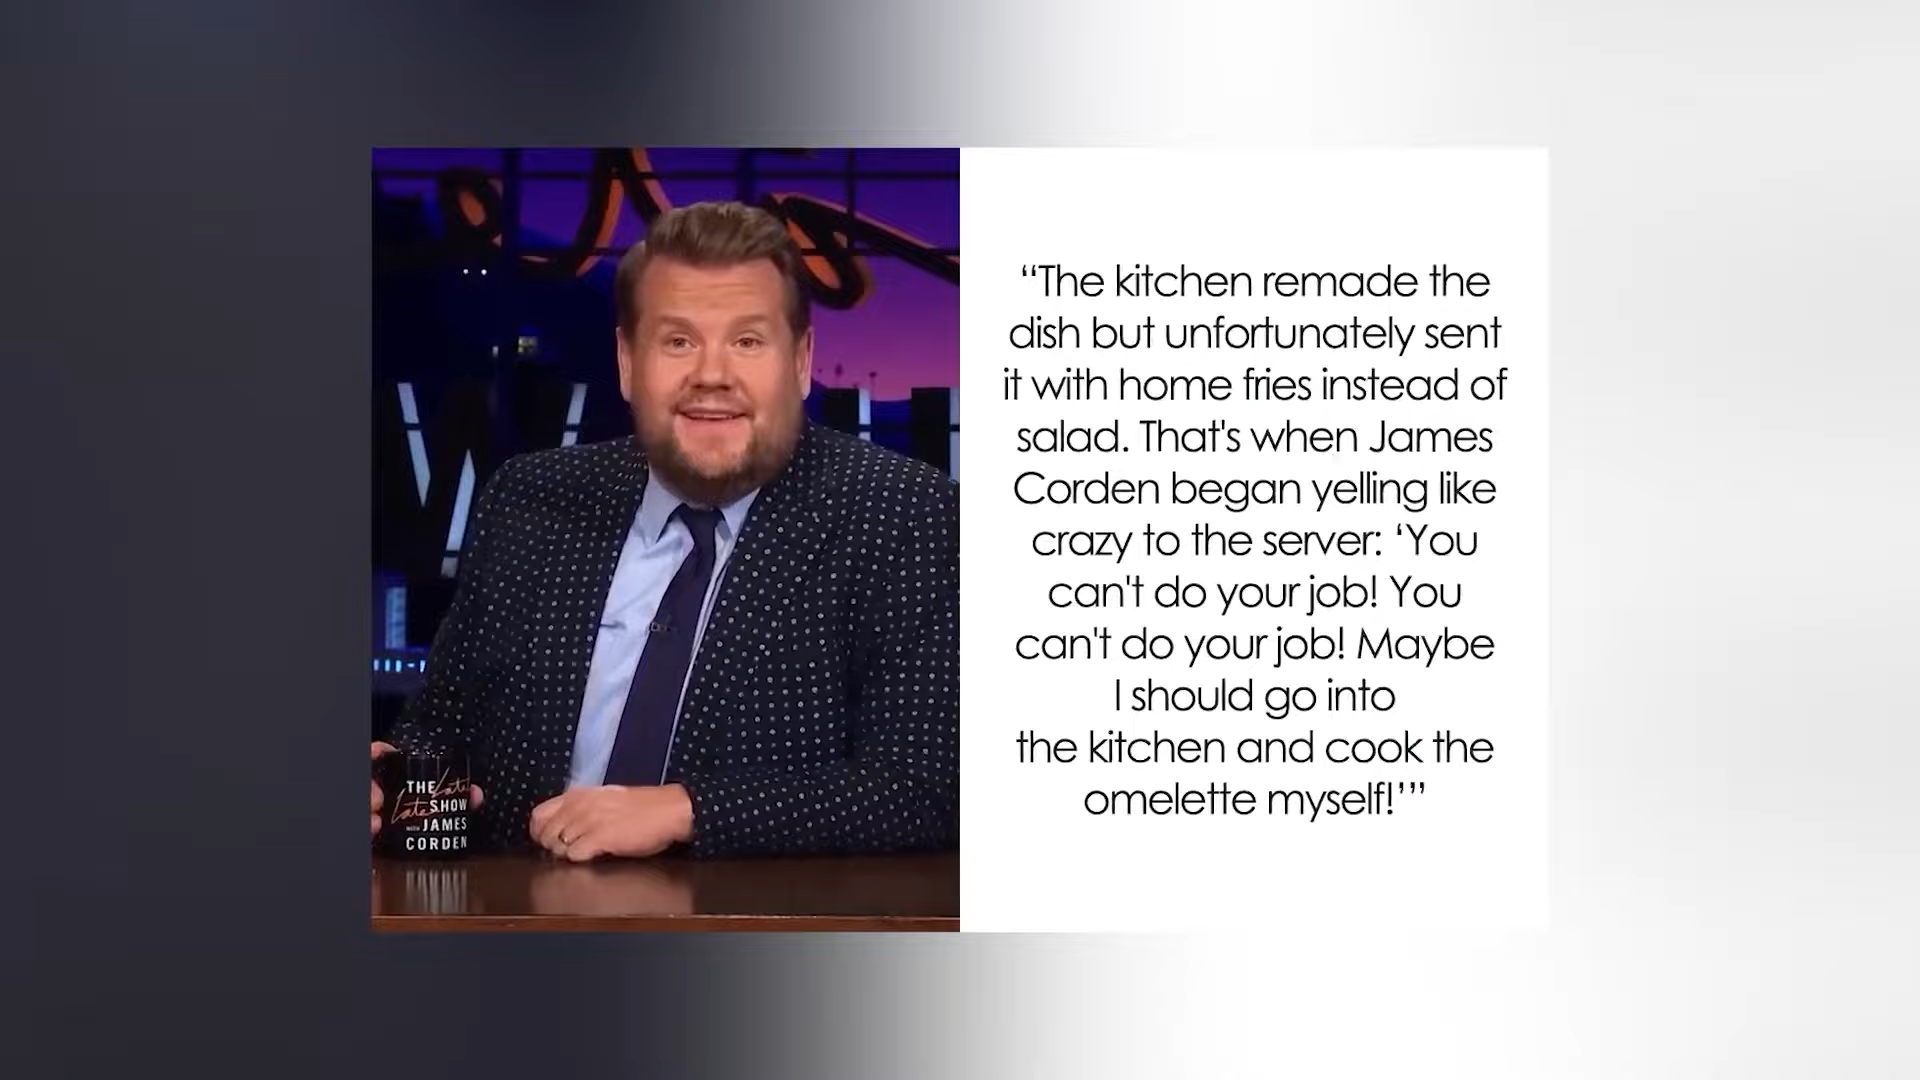 “The kitchen remade the
dish but unfortunately sent
it with home fries instead of
salad. That's when James
Corden began yelling like
crazy to the server: ‘You
can't do your job! You
can't do your job! Maybe
I should go into
the kitchen and cook the
omelette myself!’”
THE Late
Late SHOW
WITH JAMES
CORDEN